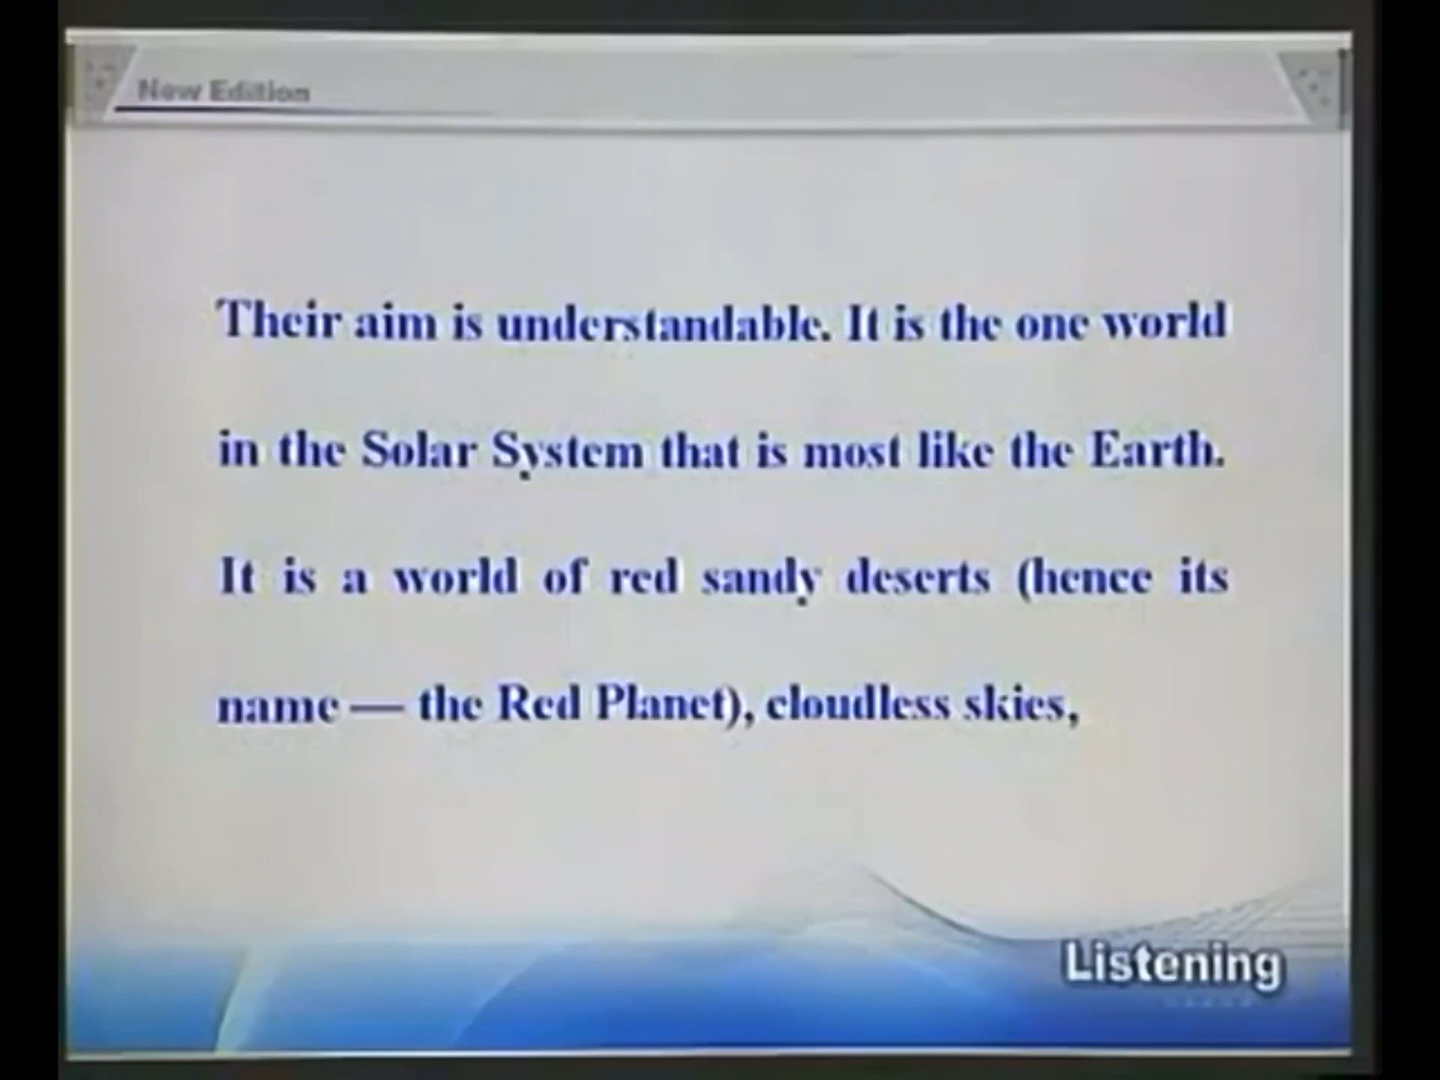 New Edition
Their aim is understandable. It is the one world
in the Solar System that is most like the Earth.
It is a world of red sandy deserts (hence its
name — the Red Planet), cloudless skies,
Listening